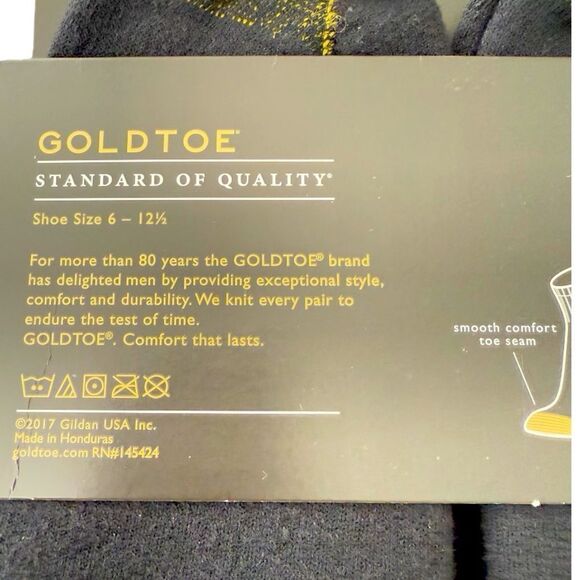 GOLDTOE®
STANDARD OF QUALITY®
Shoe Size 6 – 12½
For more than 80 years the GOLDTOE® brand
has delighted men by providing exceptional style,
comfort and durability. We knit every pair to
endure the test of time.
GOLDTOE®. Comfort that lasts.
smooth comfort
toe seam
©2017 Gildan USA Inc.
Made in Honduras
goldtoe.com RN#145424